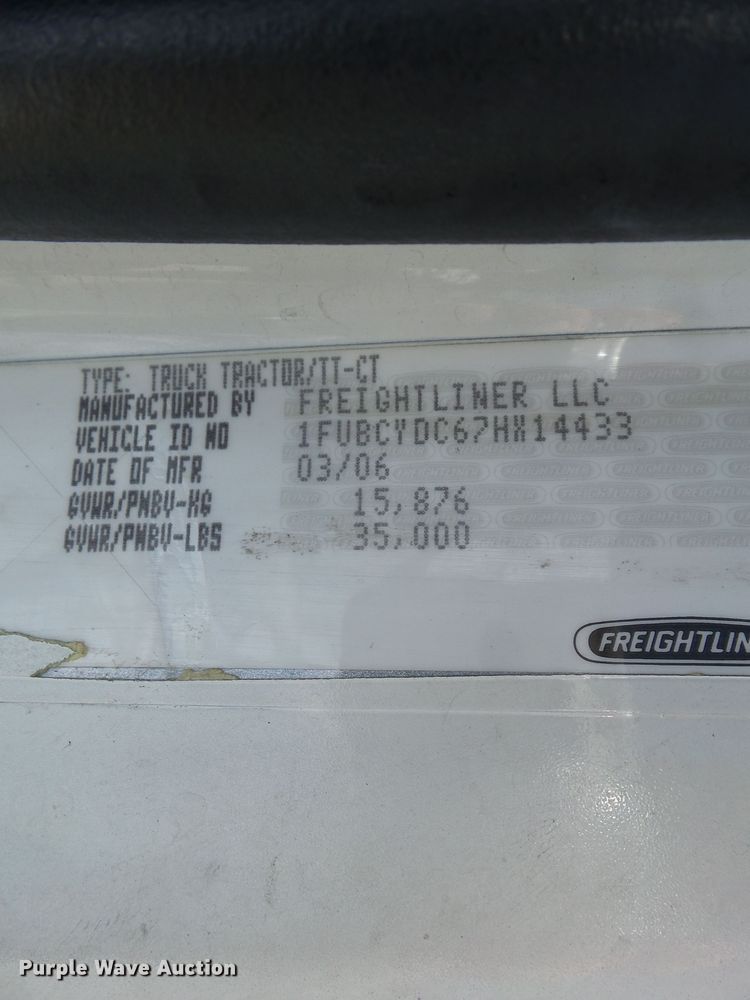 TYPE: TRUCK TRACTOR/TT-CT
MANUFACTURED BY FREIGHTLINER LLC
VEHICLE ID NO 1FUBCYDC67HX14433
DATE OF MFR 03/06
GVWR/PNBV-KG 15,876
GVWR/PNBV-LBS 35,000
FREIGHTLIN
Purple Wave Auction